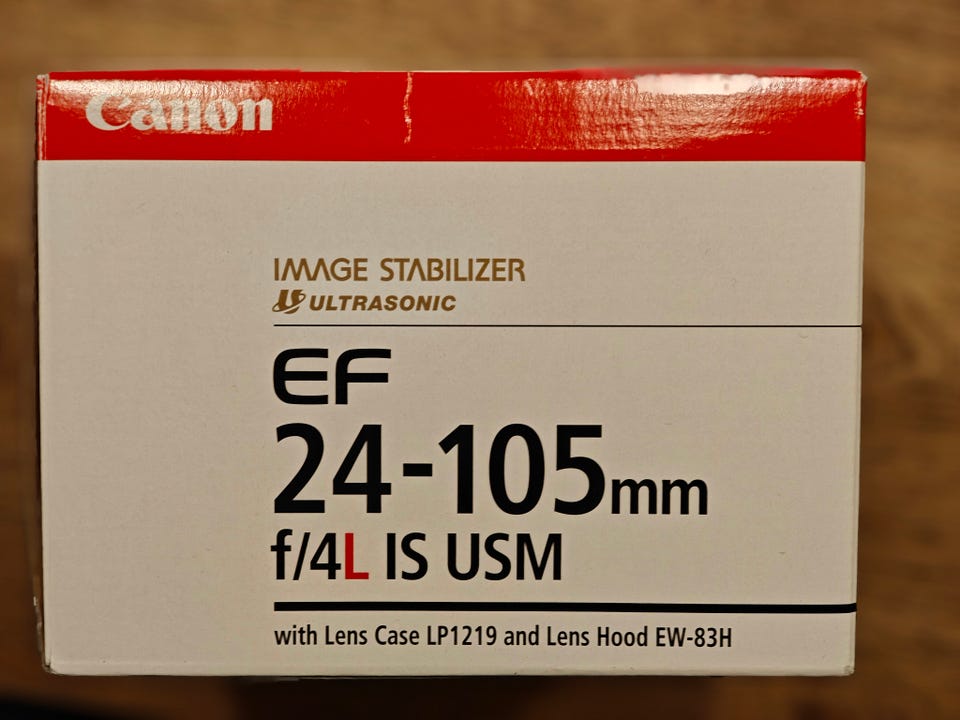 Canon
IMAGE STABILIZER
ULTRASONIC
EF
24-105mm
f/4L IS USM
with Lens Case LP1219 and Lens Hood EW-83H